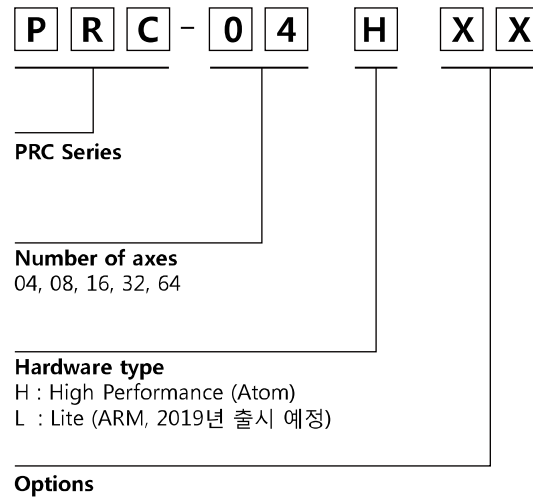 PRC-04 H XX
PRC Series
Number of axes
04, 08, 16, 32, 64
Hardware type
H : High Performance (Atom)
L : Lite (ARM, 2019년 출시 예정)
Options